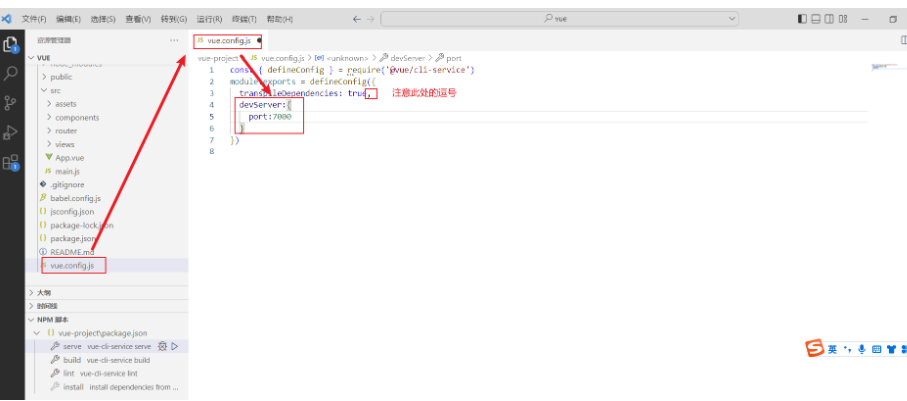 文件(F) 编辑(E) 选择(S) 查看(V) 转到(G) 运行(R) 终端(T) 帮助(H)
vue
资源管理器
VUE
node_modules
public
src
assets
components
router
views
App.vue
main.js
.gitignore
babel.config.js
jsconfig.json
package-lock.json
package.json
README.md
vue.config.js
大纲
时间线
NPM 脚本
vue-project\package.json
serve vue-cli-service serve
build vue-cli-service build
lint vue-cli-service lint
install install dependencies from ...
JS vue.config.js
vue-project > JS vue.config.js > <unknown> > devServer > port
1 const { defineConfig } = require('@vue/cli-service')
2 module.exports = defineConfig({
3 transpileDependencies: true, 注意此处的逗号
4 devServer:{
5 port:7000
6 }
7 })
8
英